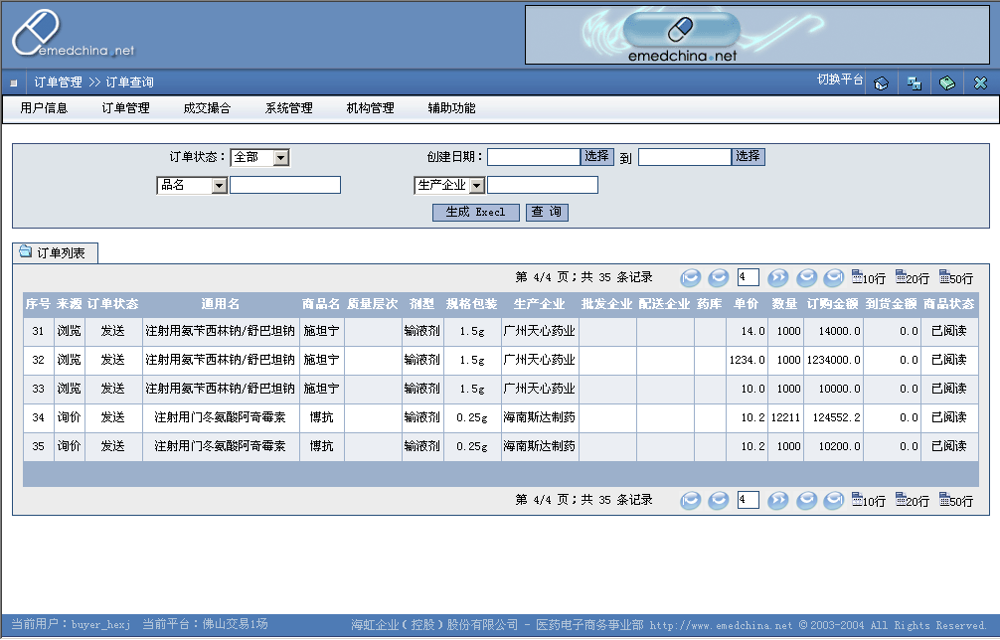 emedchina.net
emedchina.net
订单管理 >> 订单查询 切换平台
用户信息 订单管理 成交撮合 系统管理 机构管理 辅助功能
订单状态： 全部 创建日期： 选择 到 选择
品名 生产企业
生成 Execl 查 询
订单列表
第 4/4 页；共 35 条记录 4 10行 20行 50行
序号 来源 订单状态 通用名 商品名 质量层次 剂型 规格包装 生产企业 批发企业 配送企业 药库 单价 数量 订购金额 到货金额 商品状态
31 浏览 发送 注射用氨苄西林钠/舒巴坦钠 施坦宁 输液剂 1.5g 广州天心药业 14.0 1000 14000.0 0.0 已阅读
32 浏览 发送 注射用氨苄西林钠/舒巴坦钠 施坦宁 输液剂 1.5g 广州天心药业 1234.0 1000 1234000.0 0.0 已阅读
33 浏览 发送 注射用氨苄西林钠/舒巴坦钠 施坦宁 输液剂 1.5g 广州天心药业 10.0 1000 10000.0 0.0 已阅读
34 询价 发送 注射用门冬氨酸阿奇霉素 博抗 输液剂 0.25g 海南斯达制药 10.2 12211 124552.2 0.0 已阅读
35 询价 发送 注射用门冬氨酸阿奇霉素 博抗 输液剂 0.25g 海南斯达制药 10.2 1000 10200.0 0.0 已阅读
第 4/4 页；共 35 条记录 4 10行 20行 50行
当前用户：buyer_hexj 当前平台：佛山交易1场 海虹企业（控股）股份有限公司 - 医药电子商务事业部 http://www.emedchina.net ©2003-2004 All Rights Reserved